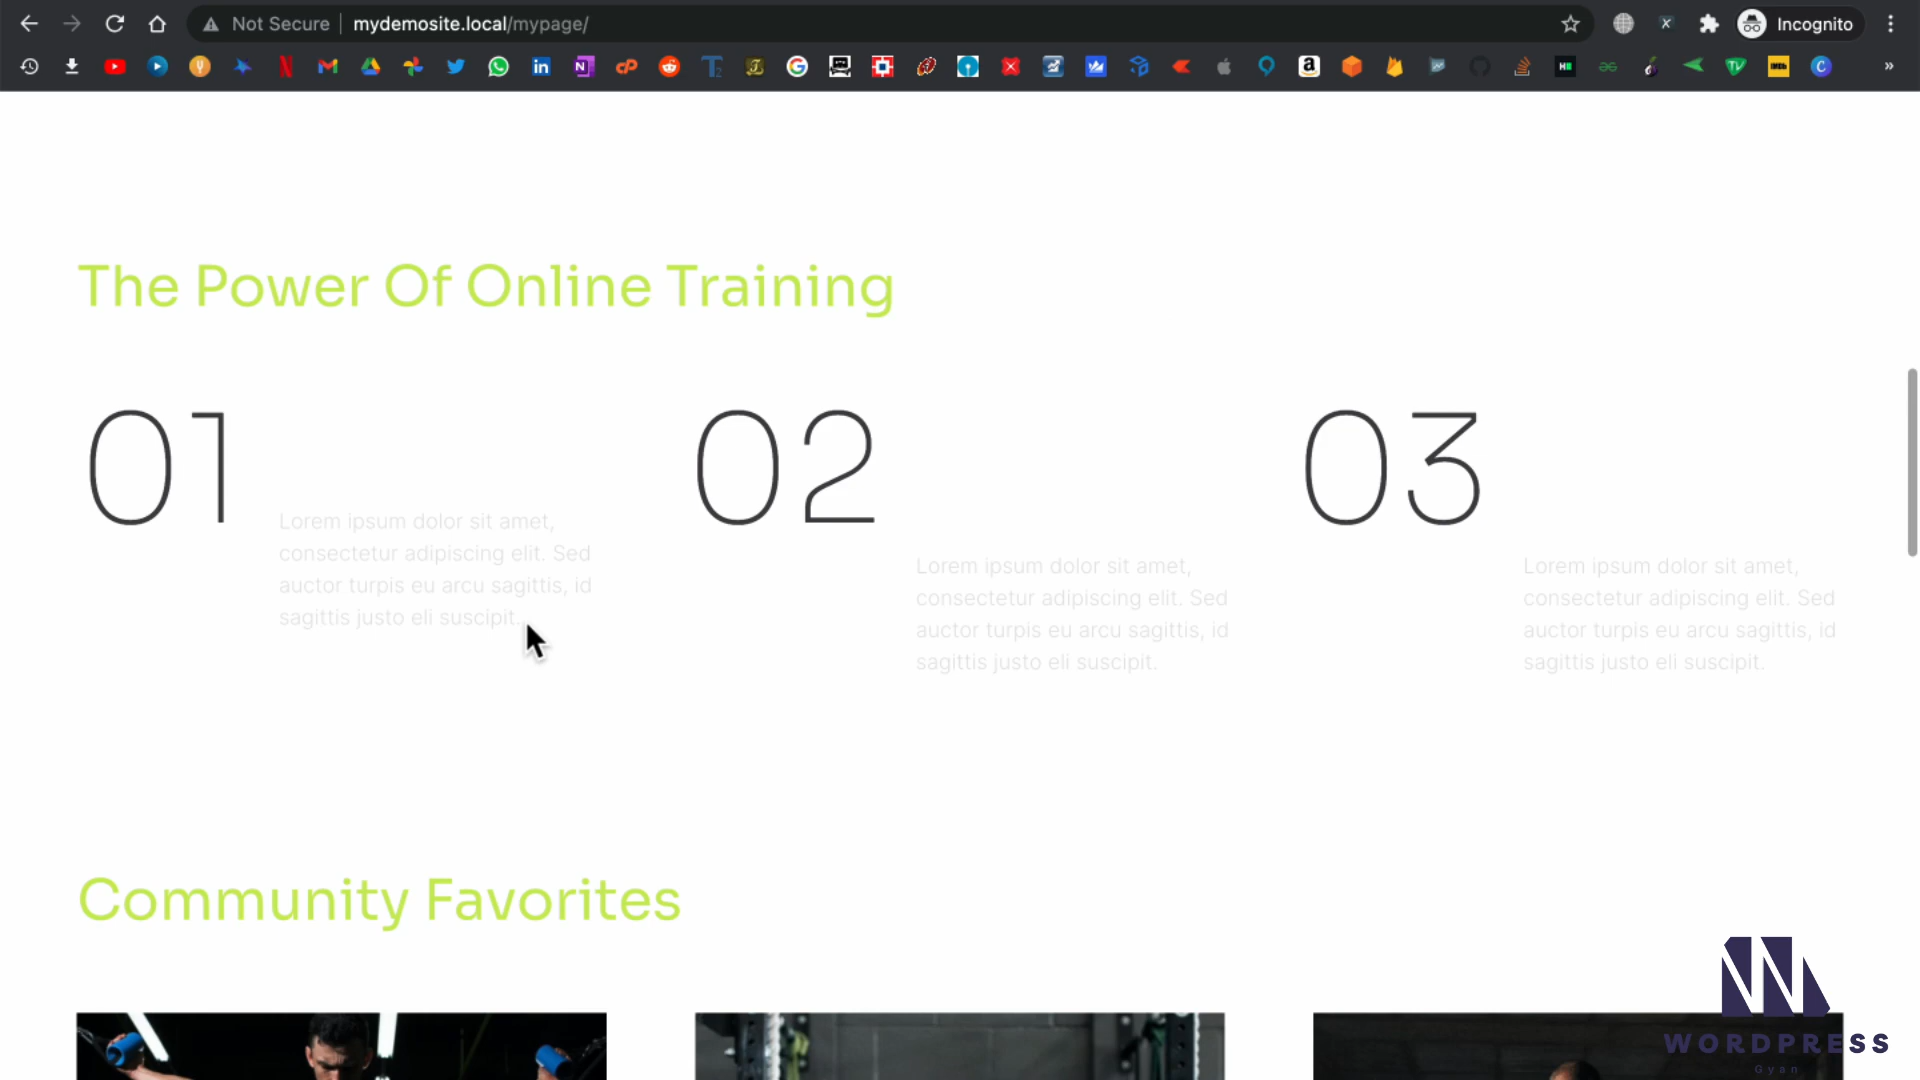 Not Secure
mydemosite.local/mypage/
Incognito
The Power Of Online Training
01
Lorem ipsum dolor sit amet,
consectetur adipiscing elit. Sed
auctor turpis eu arcu sagittis, id
sagittis justo eli suscipit.
02
Lorem ipsum dolor sit amet,
consectetur adipiscing elit. Sed
auctor turpis eu arcu sagittis, id
sagittis justo eli suscipit.
03
Lorem ipsum dolor sit amet,
consectetur adipiscing elit. Sed
auctor turpis eu arcu sagittis, id
sagittis justo eli suscipit.
Community Favorites
WORDPRESS
Gyan